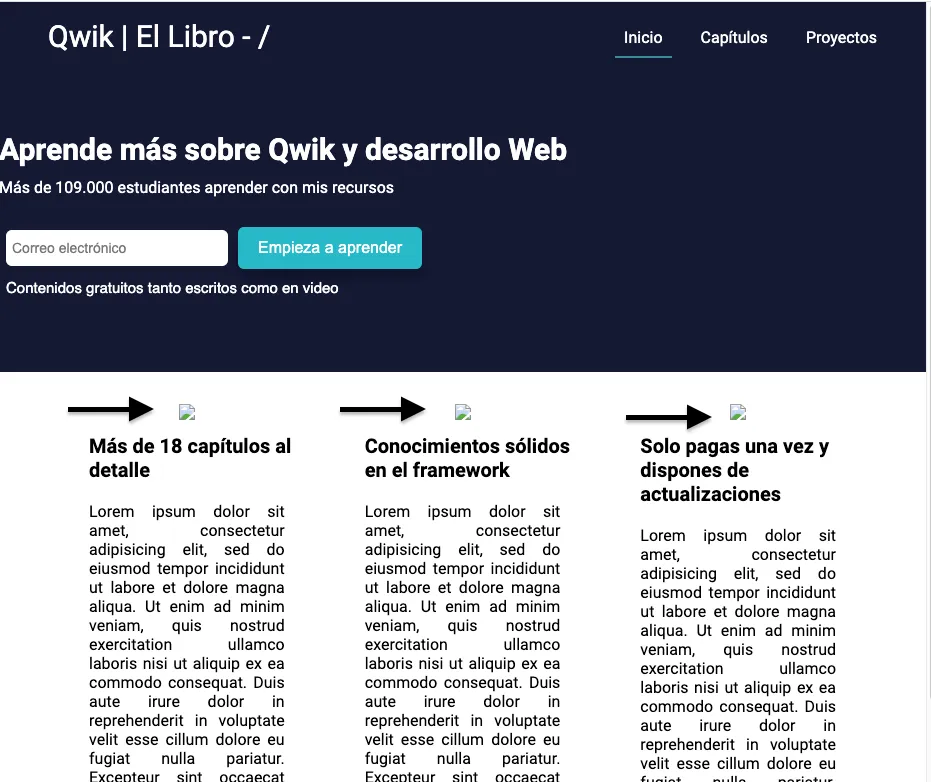 Qwik | El Libro - /
Inicio Capítulos Proyectos
Aprende más sobre Qwik y desarrollo Web
Más de 109.000 estudiantes aprender con mis recursos
Correo electrónico
Empieza a aprender
Contenidos gratuitos tanto escritos como en video
Más de 18 capítulos al
detalle
Lorem ipsum dolor sit
amet, consectetur
adipisicing elit, sed do
eiusmod tempor incididunt
ut labore et dolore magna
aliqua. Ut enim ad minim
veniam, quis nostrud
exercitation ullamco
laboris nisi ut aliquip ex ea
commodo consequat. Duis
aute irure dolor in
reprehenderit in voluptate
velit esse cillum dolore eu
fugiat nulla pariatur.
Excepteur sint occaecat
Conocimientos sólidos
en el framework
Lorem ipsum dolor sit
amet, consectetur
adipisicing elit, sed do
eiusmod tempor incididunt
ut labore et dolore magna
aliqua. Ut enim ad minim
veniam, quis nostrud
exercitation ullamco
laboris nisi ut aliquip ex ea
commodo consequat. Duis
aute irure dolor in
reprehenderit in voluptate
velit esse cillum dolore eu
fugiat nulla pariatur.
Excepteur sint occaecat
Solo pagas una vez y
dispones de
actualizaciones
Lorem ipsum dolor sit
amet, consectetur
adipisicing elit, sed do
eiusmod tempor incididunt
ut labore et dolore magna
aliqua. Ut enim ad minim
veniam, quis nostrud
exercitation ullamco
laboris nisi ut aliquip ex ea
commodo consequat. Duis
aute irure dolor in
reprehenderit in voluptate
velit esse cillum dolore eu
fugiat nulla pariatur.